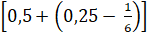 [0,5 + (0,25 − 1/6)]